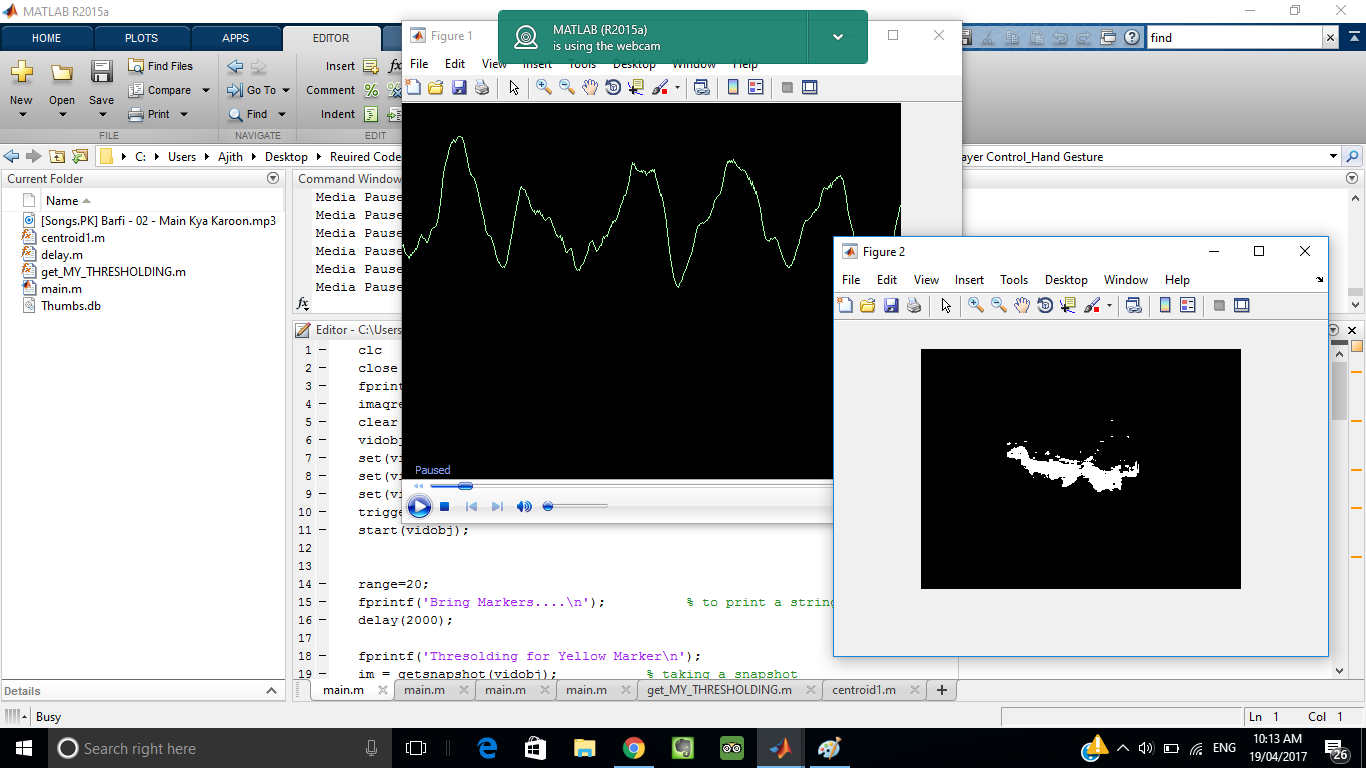 MATLAB R2015a
HOME PLOTS APPS EDITOR
find
Find Files
Compare
Print
New Open Save
FILE
Go To
Find
NAVIGATE
Insert fx
Comment
Indent
EDIT
C: Users Ajith Desktop Reuired Code
ayer Control_Hand Gesture
Current Folder
Name
[Songs.PK] Barfi - 02 - Main Kya Karoon.mp3
centroid1.m
delay.m
get_MY_THRESHOLDING.m
main.m
Thumbs.db
Details
Command Window
Media Pause
Media Pause
Media Pause
Media Pause
Media Pause
Media Pause
fx
Editor - C:\Users
1 clc
2 close
3 fprint
4 imaqre
5 clear
6 vidobj
7 set(vi
8 set(vi
9 set(vi
10 trigge
11 start(vidobj);
12
13
14 range=20;
15 fprintf('Bring Markers....\n'); % to print a string
16 delay(2000);
17
18 fprintf('Thresolding for Yellow Marker\n');
19 im = getsnapshot(vidobj); % taking a snapshot
main.m main.m main.m main.m get_MY_THRESHOLDING.m centroid1.m
Figure 1
MATLAB (R2015a)
is using the webcam
File Edit View Insert Tools Desktop Window Help
Paused
Figure 2
File Edit View Insert Tools Desktop Window Help
Busy
Ln 1 Col 1
Search right here
ENG
10:13 AM
19/04/2017
26